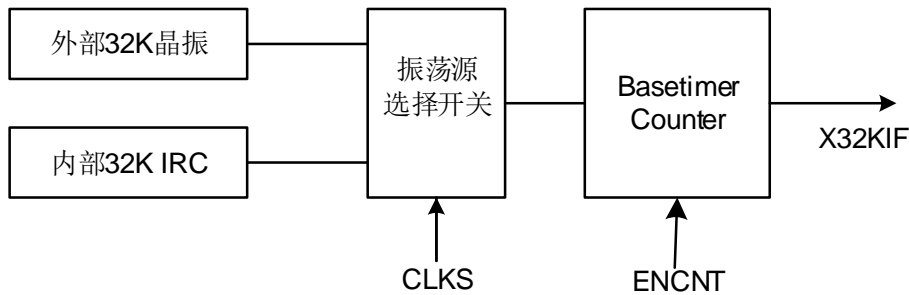 外部32K晶振
内部32K IRC
振荡源
选择开关
Basetimer
Counter
X32KIF
CLKS
ENCNT